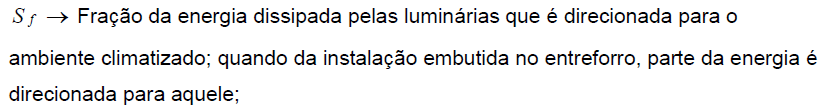 S_f → Fração da energia dissipada pelas luminárias que é direcionada para o
ambiente climatizado; quando da instalação embutida no entreforro, parte da energia é
direcionada para aquele;